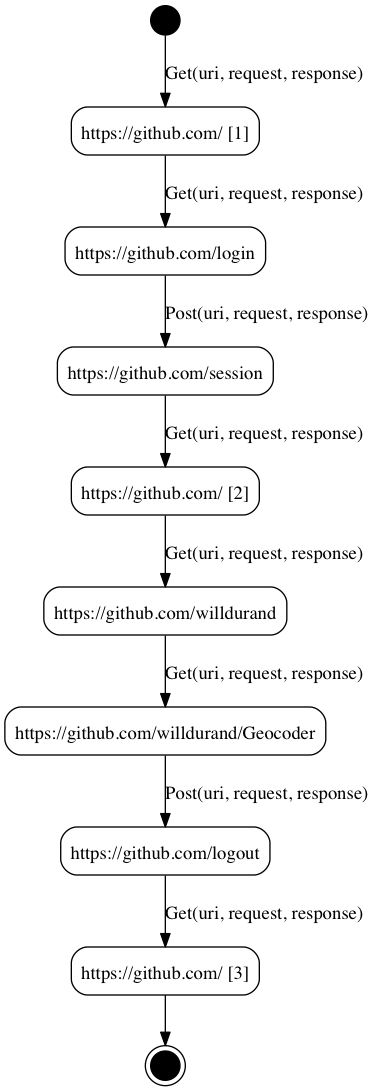 Get(uri, request, response)
https://github.com/ [1]
Get(uri, request, response)
https://github.com/login
Post(uri, request, response)
https://github.com/session
Get(uri, request, response)
https://github.com/ [2]
Get(uri, request, response)
https://github.com/willdurand
Get(uri, request, response)
https://github.com/willdurand/Geocoder
Post(uri, request, response)
https://github.com/logout
Get(uri, request, response)
https://github.com/ [3]